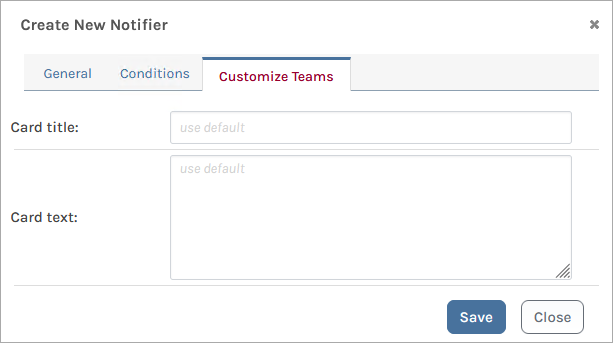 Create New Notifier ✖
General Conditions Customize Teams
Card title: use default
use default
Card text:
Save Close